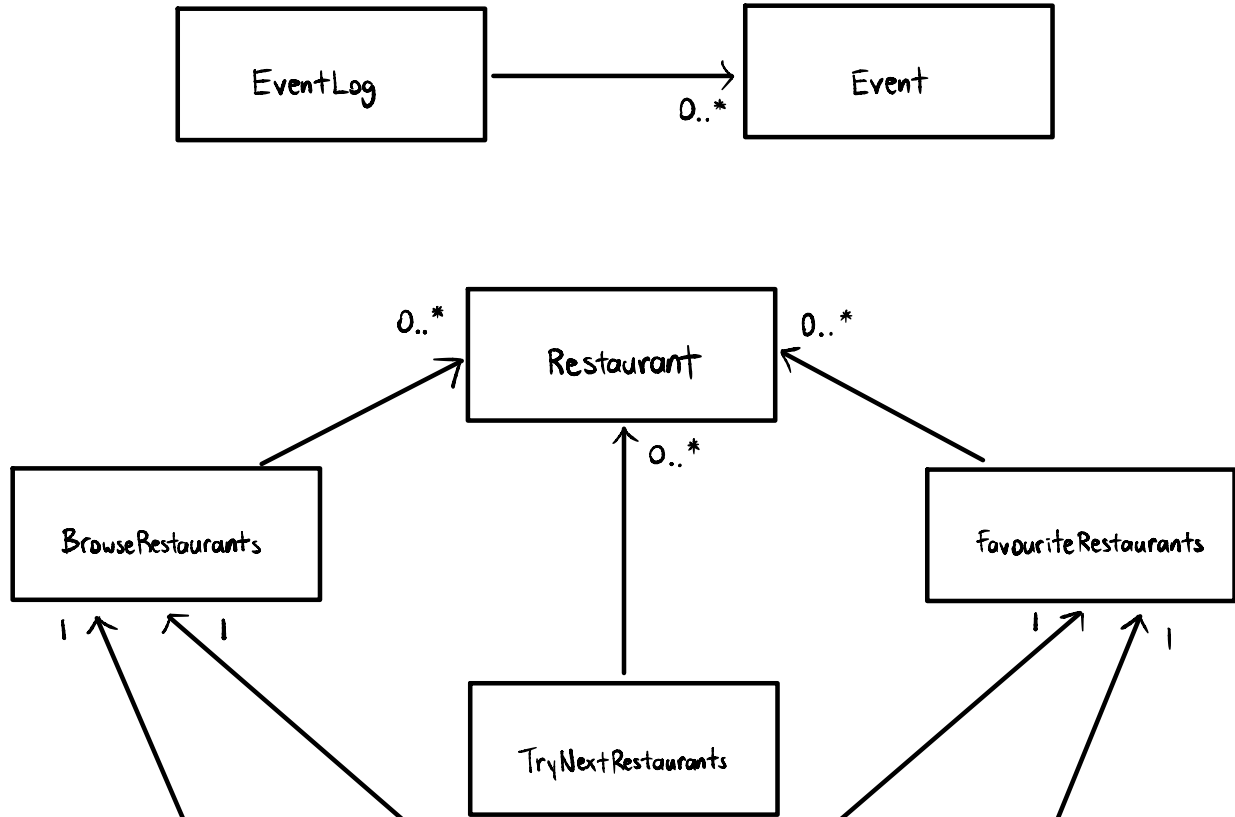 EventLog
Event
0..*
0..*
0..*
Restaurant
0..*
BrowseRestaurants
FavouriteRestaurants
1
1
1
1
TryNextRestaurants